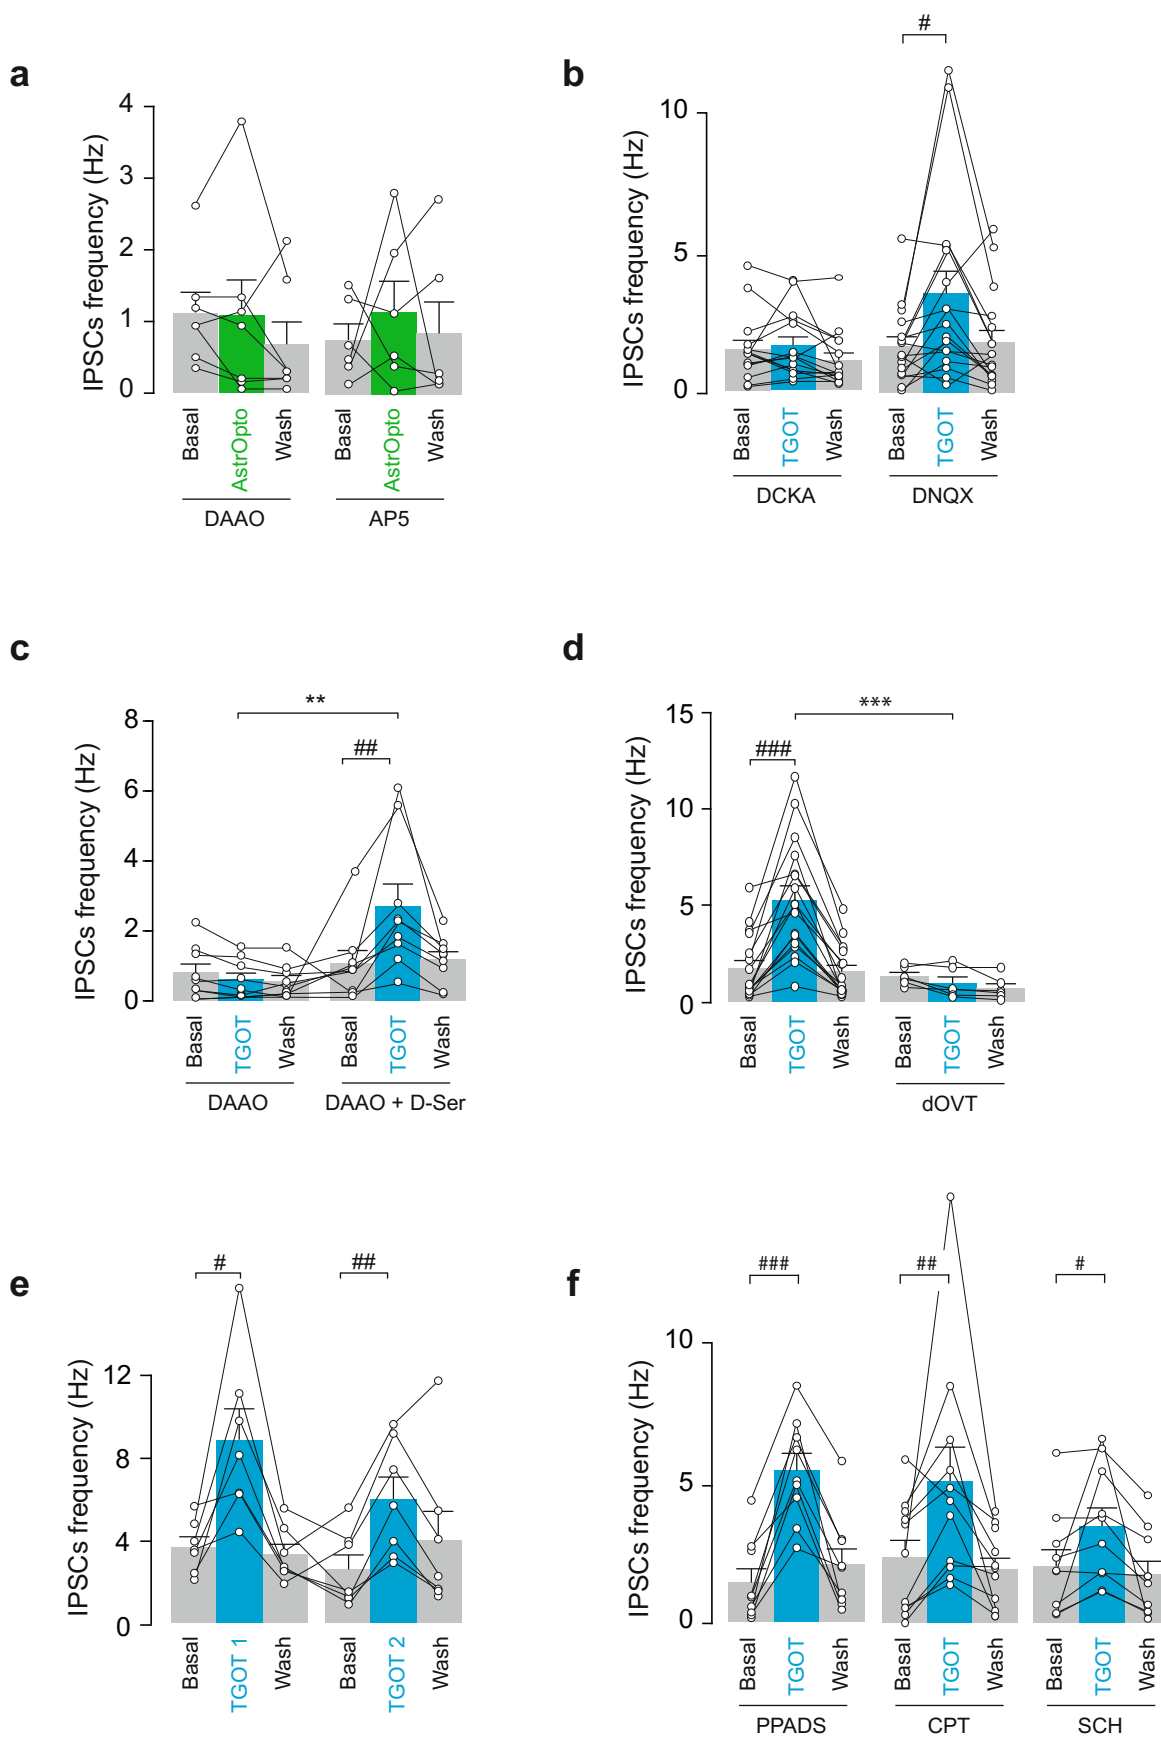 a
IPSCs frequency (Hz)
4
3
2
1
0
Basal
AstrOpto
Wash
Basal
AstrOpto
Wash
DAAO
AP5
b
#
IPSCs frequency (Hz)
10
5
0
Basal
TGOT
Wash
Basal
TGOT
Wash
DCKA
DNQX
c
**
##
IPSCs frequency (Hz)
8
6
4
2
0
Basal
TGOT
Wash
Basal
TGOT
Wash
DAAO
DAAO + D-Ser
d
***
###
IPSCs frequency (Hz)
15
10
5
0
Basal
TGOT
Wash
Basal
TGOT
Wash
dOVT
e
#
##
IPSCs frequency (Hz)
12
8
4
0
Basal
TGOT 1
Wash
Basal
TGOT 2
Wash
f
###
##
#
IPSCs frequency (Hz)
10
5
0
Basal
TGOT
Wash
Basal
TGOT
Wash
Basal
TGOT
Wash
PPADS
CPT
SCH